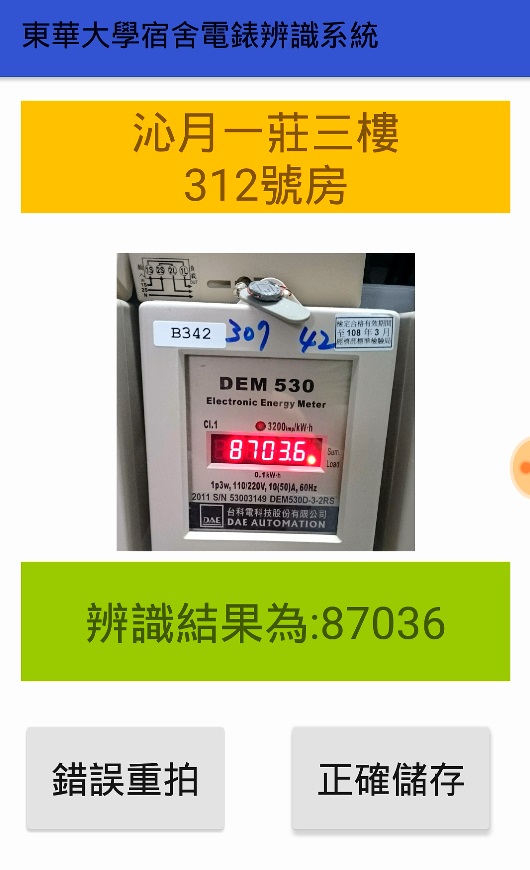 東華大學宿舍電錶辨識系統
沁月一莊三樓
312號房
1S 2S 2L 1L
B342
307 42
檢定合格有效期間
至 108 年 3 月
經濟部標準檢驗局
DEM 530
Electronic Energy Meter
Cl.1
3200imp/kW·h
8703.6
Sum.
Load
0.1kW·h
1p3w, 110/220V, 10(50)A, 60Hz
2011 S/N 53003149 DEM530D-3-2RS
DAE
台科電科技股份有限公司
DAE AUTOMATION
辨識結果為:87036
錯誤重拍
正確儲存